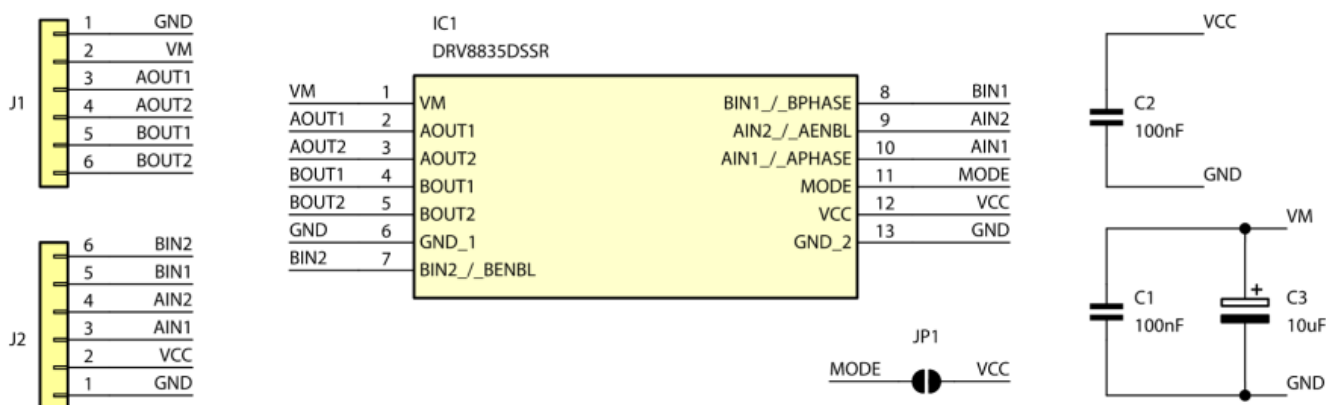 J1
1 GND
2 VM
3 AOUT1
4 AOUT2
5 BOUT1
6 BOUT2
J2
6 BIN2
5 BIN1
4 AIN2
3 AIN1
2 VCC
1 GND
IC1
DRV8835DSSR
VM 1 VM
AOUT1 2 AOUT1
AOUT2 3 AOUT2
BOUT1 4 BOUT1
BOUT2 5 BOUT2
GND 6 GND_1
BIN2 7 BIN2_/_BENBL
BIN1_/_BPHASE 8 BIN1
AIN2_/_AENBL 9 AIN2
AIN1_/_APHASE 10 AIN1
MODE 11 MODE
VCC 12 VCC
GND_2 13 GND
JP1
MODE VCC
VCC
C2
100nF
GND
VM
C1
100nF
+
C3
10uF
GND